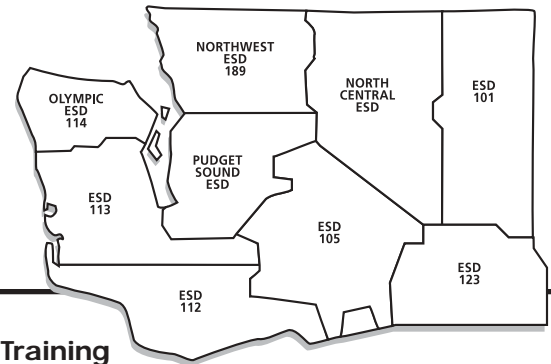 NORTHWEST
ESD
189
NORTH
CENTRAL
ESD
ESD
101
OLYMPIC
ESD
114
PUDGET
SOUND
ESD
ESD
113
ESD
105
ESD
123
ESD
112
Training